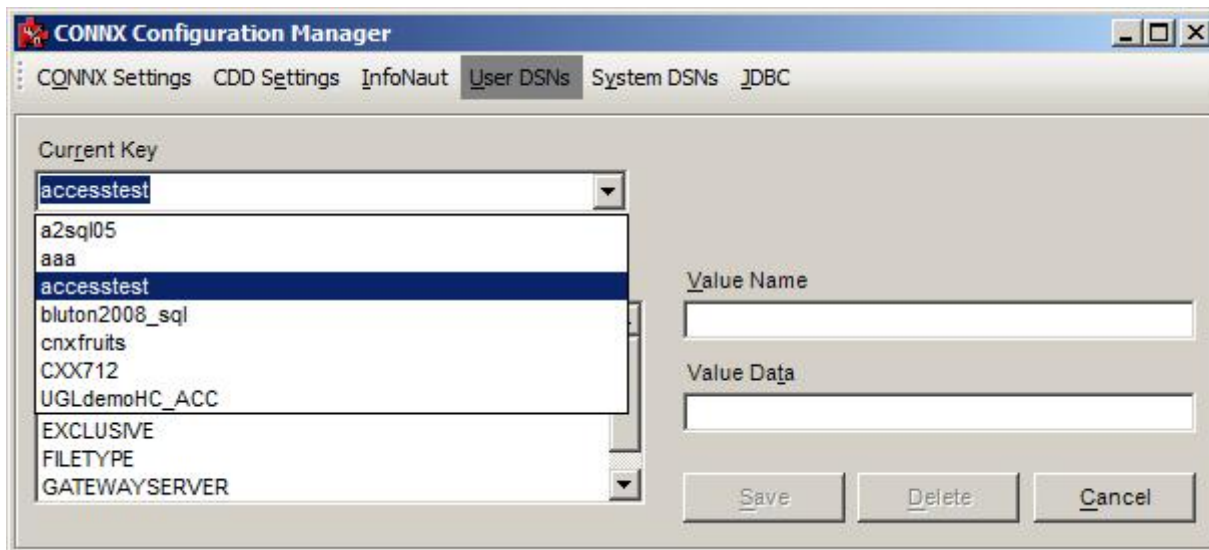 CONNX Configuration Manager
CONNX Settings CDD Settings InfoNaut User DSNs System DSNs JDBC
Current Key
accesstest
a2sql05
aaa
accesstest
bluton2008_sql
cnxfruits
CXX712
UGLdemoHC_ACC
EXCLUSIVE
FILETYPE
GATEWAYSERVER
Value Name
Value Data
Save Delete Cancel